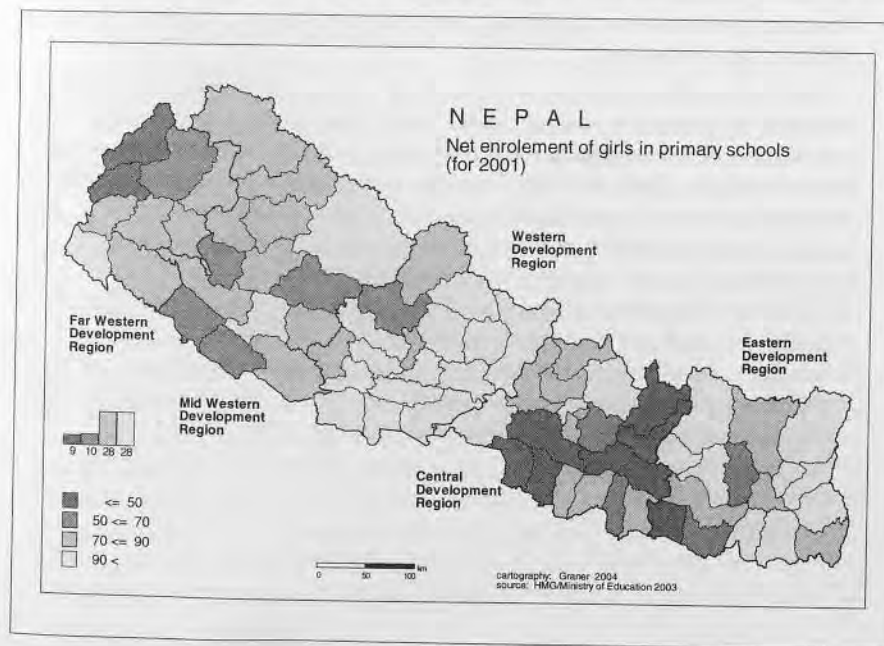 N E P A L
Net enrolement of girls in primary schools
(for 2001)
Western
Development
Region
Far Western
Development
Region
Eastern
Development
Region
Mid Western
Development
Region
9 10 28 28
Central
Development
Region
<= 50
50 <= 70
70 <= 90
90 <
0 50 100 km
cartography: Graner 2004
source: HMG/Ministry of Education 2003